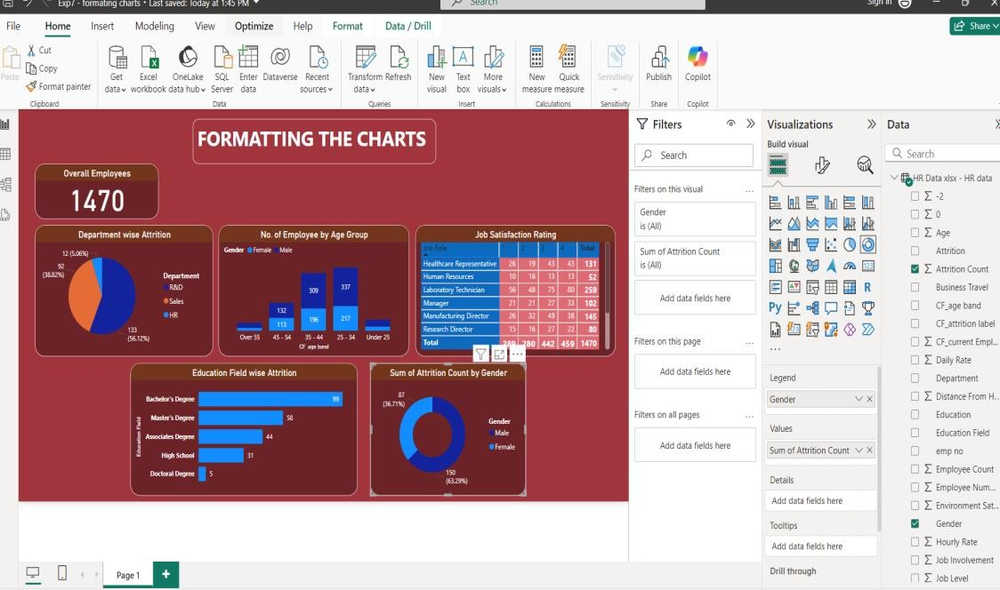 Exp7 - formating charts • Last saved: Today at 1:45 PM
Search
Sign in
File Home Insert Modeling View Optimize Help Format Data / Drill
Share
Paste
Cut
Copy
Format painter
Clipboard
Get data
Excel workbook
OneLake data hub
SQL Server
Enter data
Dataverse
Recent sources
Data
Transform data
Refresh
Queries
New visual
Text box
More visuals
Insert
New measure
Quick measure
Calculations
Sensitivity
Sensitivity
Publish
Share
Copilot
Copilot
FORMATTING THE CHARTS
Overall Employees
1470
Department wise Attrition
12 (5.06%)
92
(38.82%)
133
(56.12%)
Department
R&D
Sales
HR
No. of Employee by Age Group
Gender Female Male
132
113
309
196
337
217
Over 55 45 - 54 35 - 44 25 - 34 Under 25
CF_age band
Job Satisfaction Rating
Job Role 1 2 3 4 Total
Healthcare Representative 26 19 43 43 131
Human Resources 10 16 13 13 52
Laboratory Technician 56 48 75 80 259
Manager 21 21 27 33 102
Manufacturing Director 26 32 49 38 145
Research Director 15 16 27 22 80
Total 289 280 442 459 1470
Education Field wise Attrition
Education Field
Bachelor's Degree 99
Master's Degree 58
Associates Degree 44
High School 31
Doctoral Degree 5
Sum of Attrition Count by Gender
87
(36.71%)
150
(63.29%)
Gender
Male
Female
Page 1
Filters
Search
Filters on this visual
Gender
is (All)
Sum of Attrition Count
is (All)
Add data fields here
Filters on this page
Add data fields here
Filters on all pages
Add data fields here
Visualizations
Build visual
R
Py
Legend
Gender
Values
Sum of Attrition Count
Details
Add data fields here
Tooltips
Add data fields here
Drill through
Data
Search
HR Data xlsx - HR data
∑ -2
∑ 0
∑ Age
Attrition
∑ Attrition Count
Business Travel
CF_age band
CF_attrition label
∑ CF_current Empl...
∑ Daily Rate
Department
∑ Distance From H...
Education
Education Field
emp no
∑ Employee Count
∑ Employee Num...
∑ Environment Sat...
Gender
∑ Hourly Rate
∑ Job Involvement
∑ Job Level